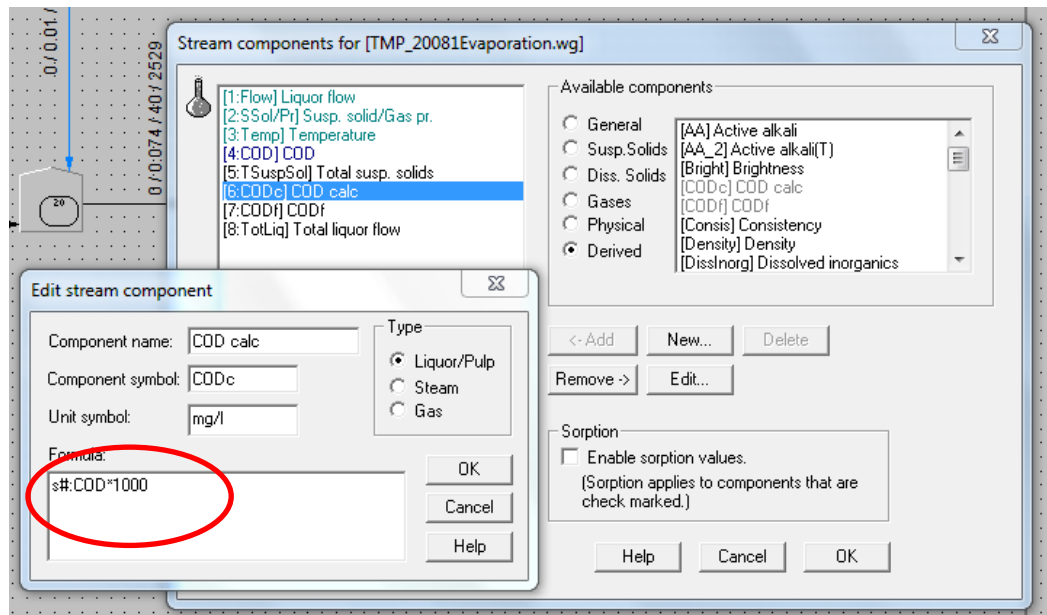 .0 / 0.01 /
0 / 0.074 / 40 / 2529
20
Stream components for [TMP_20081Evaporation.wg]
[1:Flow] Liquor flow
[2:SSol/Pr] Susp. solid/Gas pr.
[3:Temp] Temperature
[4:COD] COD
[5:TSuspSol] Total susp. solids
[6:CODc] COD calc
[7:CODf] CODf
[8:TotLiq] Total liquor flow
Available components
General
Susp.Solids
Diss. Solids
Gases
Physical
Derived
[AA] Active alkali
[AA_2] Active alkali(T)
[Bright] Brightness
[CODc] COD calc
[CODf] CODf
[Consis] Consistency
[Density] Density
[DissInorg] Dissolved inorganics
<- Add
New...
Delete
Remove ->
Edit...
Sorption
Enable sorption values.
(Sorption applies to components that are
check marked.)
Help
Cancel
OK
Edit stream component
Component name:
COD calc
Component symbol:
CODc
Unit symbol:
mg/l
Type
Liquor/Pulp
Steam
Gas
Formula:
s#:COD*1000
OK
Cancel
Help